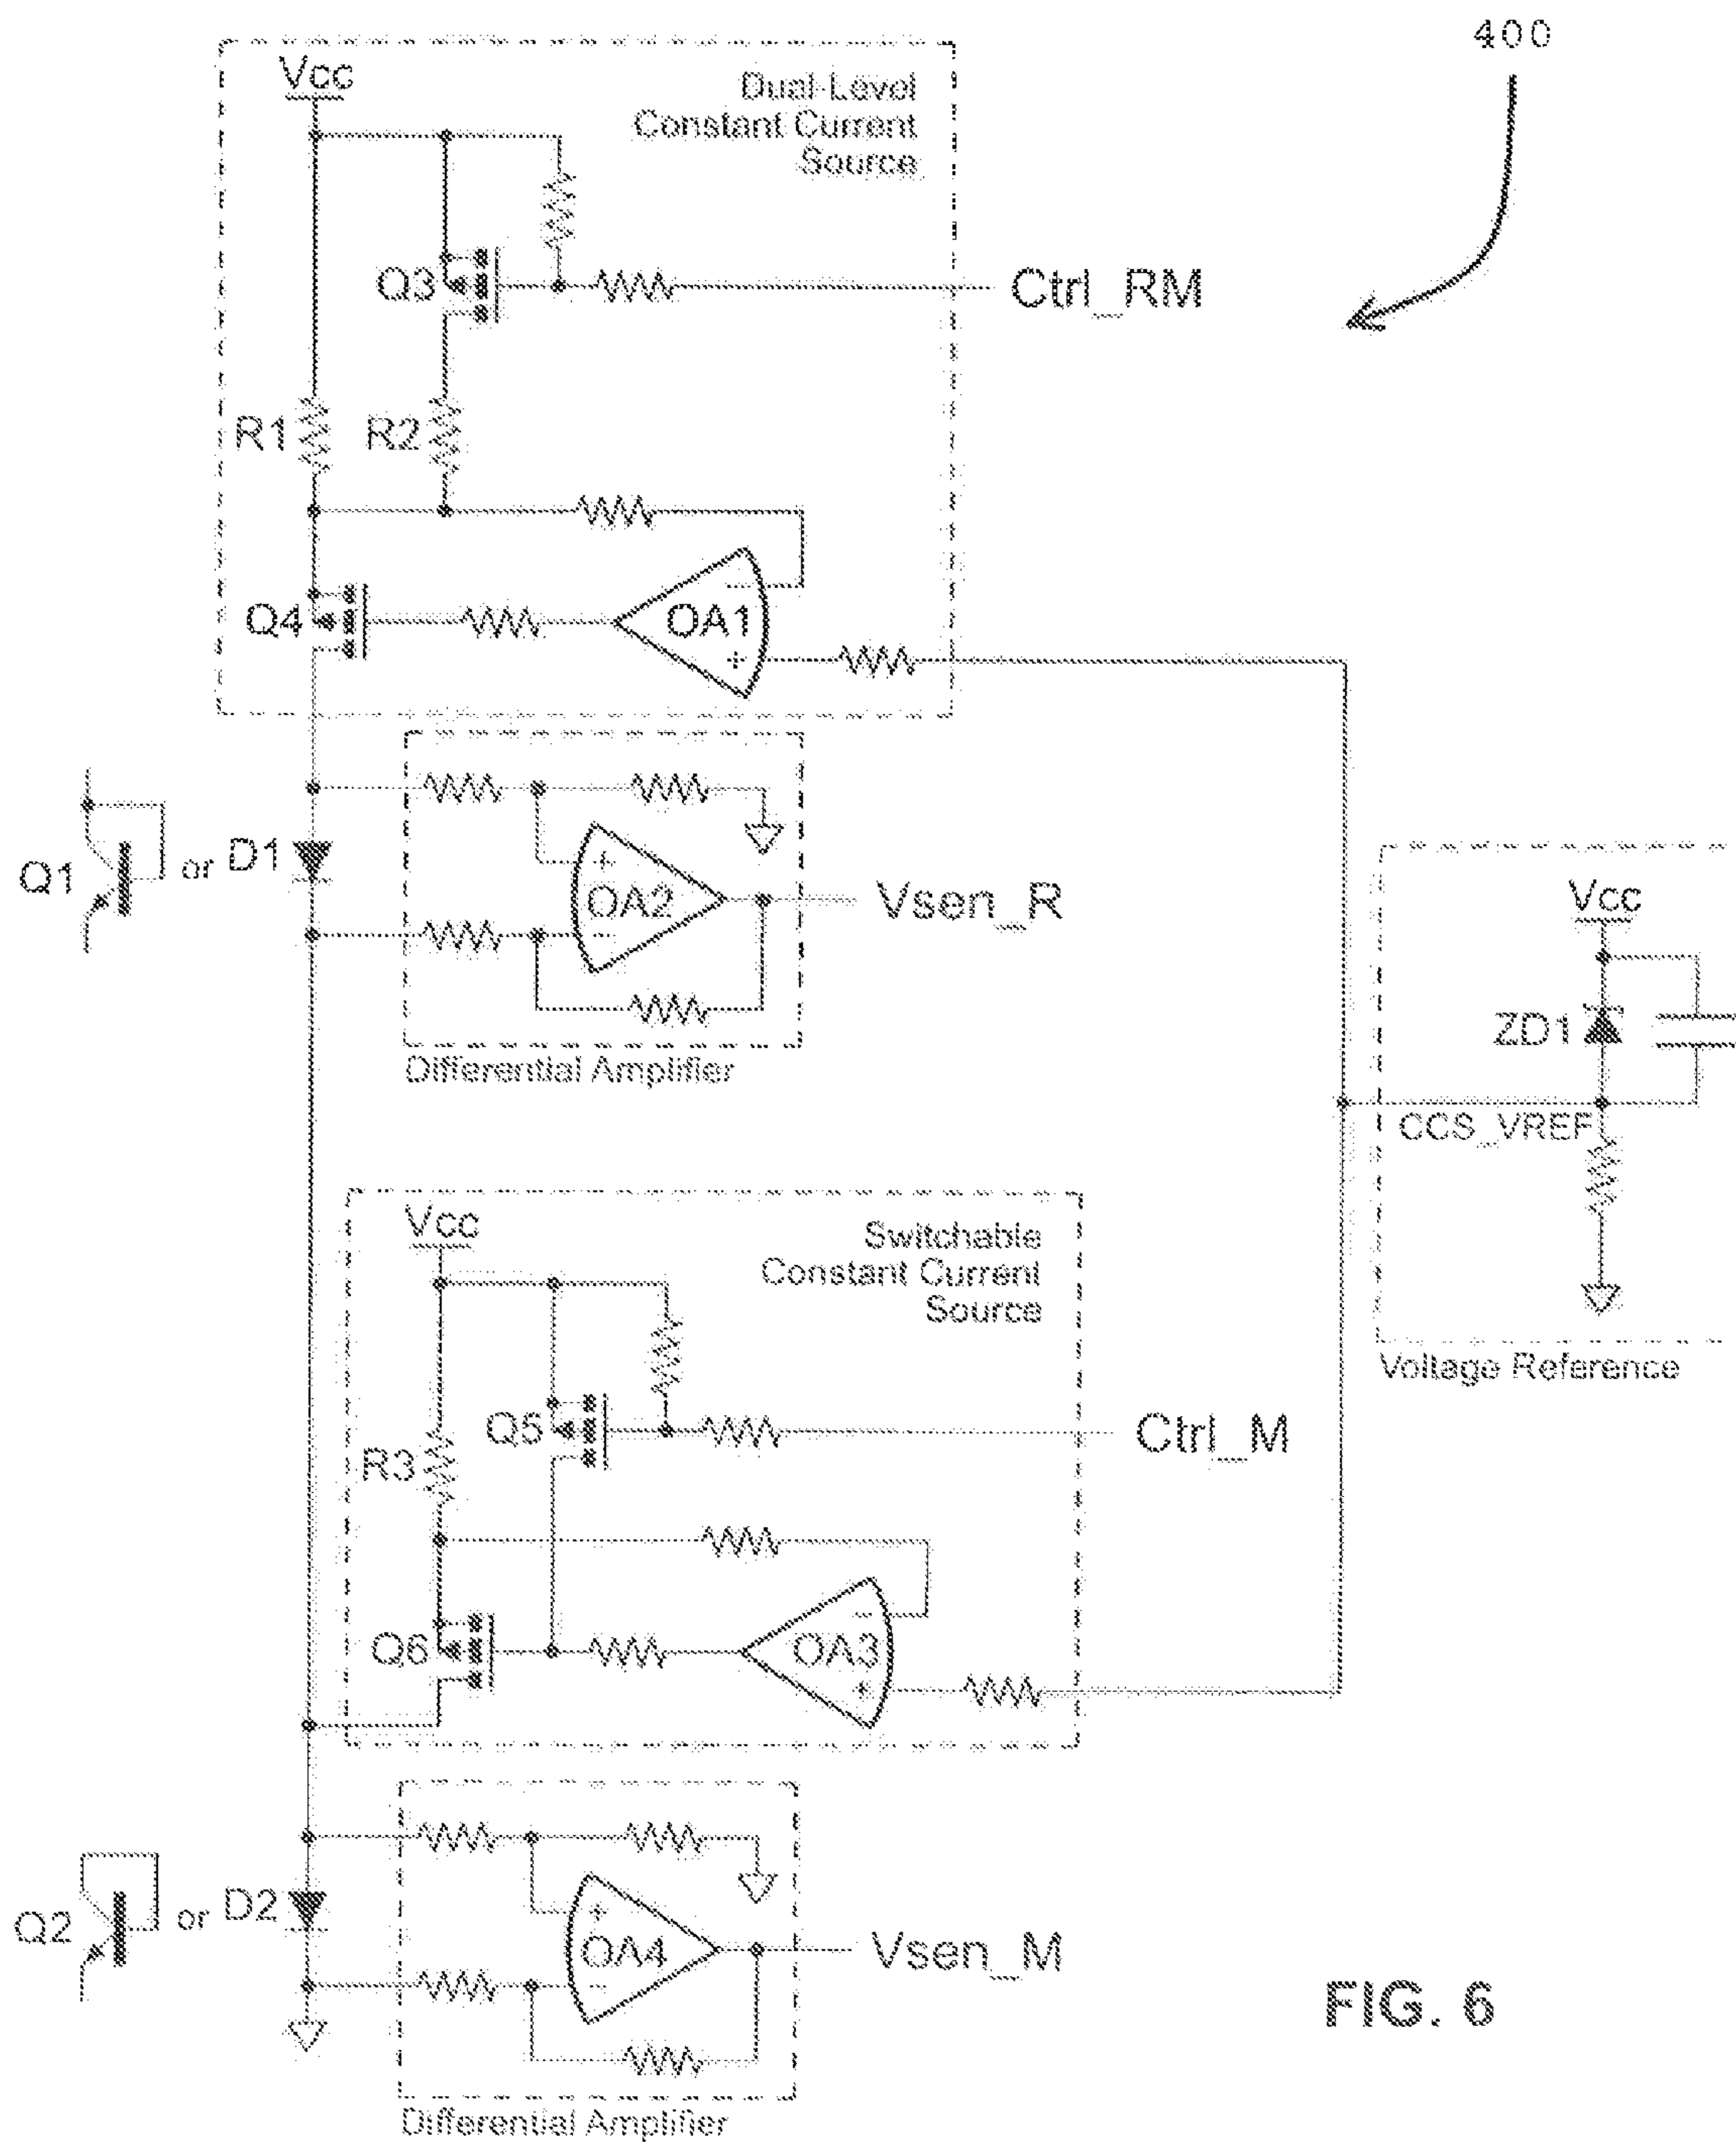 400
Vcc
Dual-Level
Constant Current
Source
Q3
Ctrl_RM
R1
R2
Q4
OA1
-
+
Q1 or D1
+
OA2
-
Vsen_R
Differential Amplifier
Vcc
ZD1
CCS_VREF
Voltage Reference
Vcc
Switchable
Constant Current
Source
Q5
Ctrl_M
R3
Q6
-
OA3
+
Q2 or D2
+
OA4
-
Vsen_M
Differential Amplifier
FIG. 6